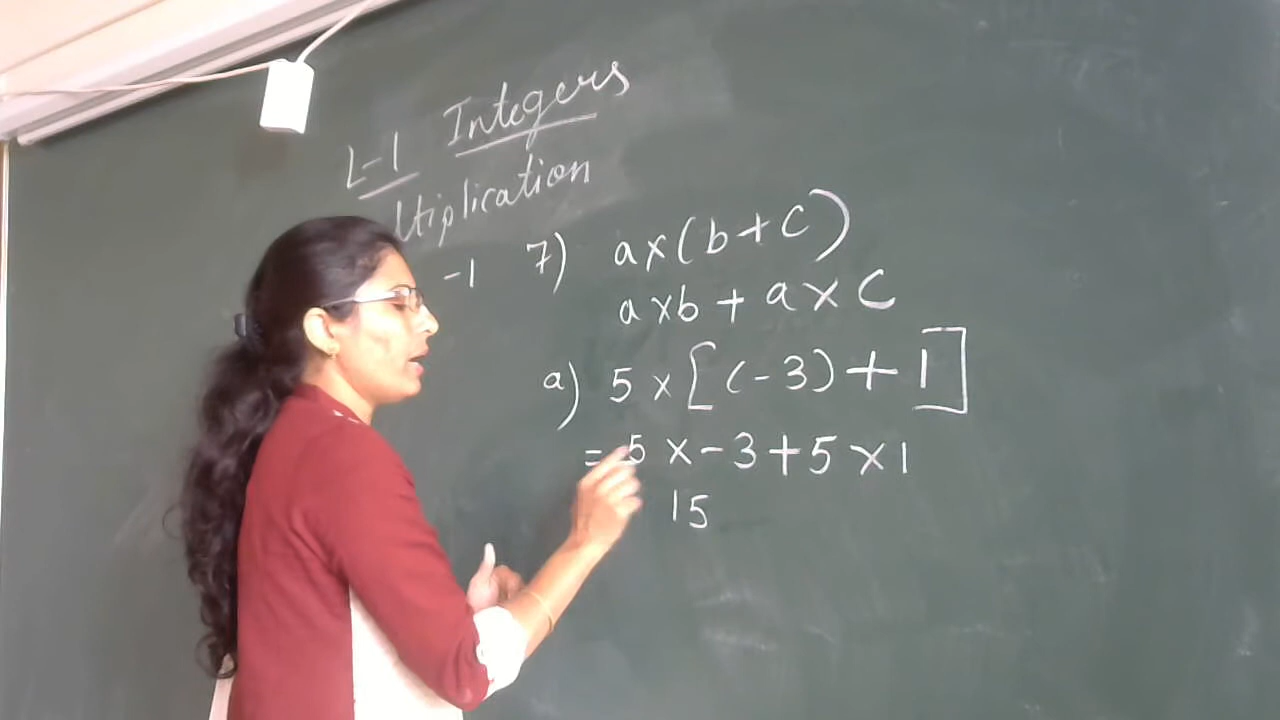 L-1 Integers
ltiplication
-1
7) a×(b+c)
a×b + a×c
a) 5 × [(-3) + 1]
= 5 × -3 + 5 × 1
15